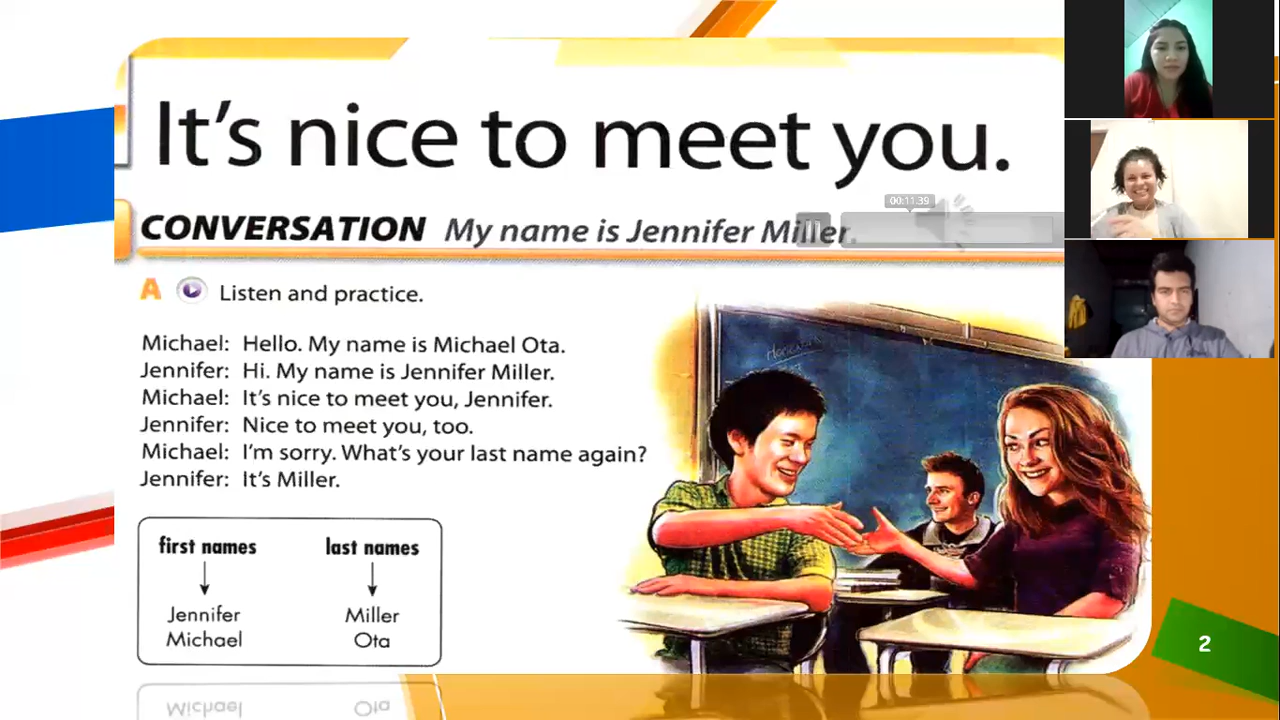 It's nice to meet you.
00:11.39
CONVERSATION My name is Jennifer Miller.
A Listen and practice.
Michael: Hello. My name is Michael Ota.
Jennifer: Hi. My name is Jennifer Miller.
Michael: It's nice to meet you, Jennifer.
Jennifer: Nice to meet you, too.
Michael: I'm sorry. What's your last name again?
Jennifer: It's Miller.
first names last names
Jennifer Miller
Michael Ota
2
Michael Ota